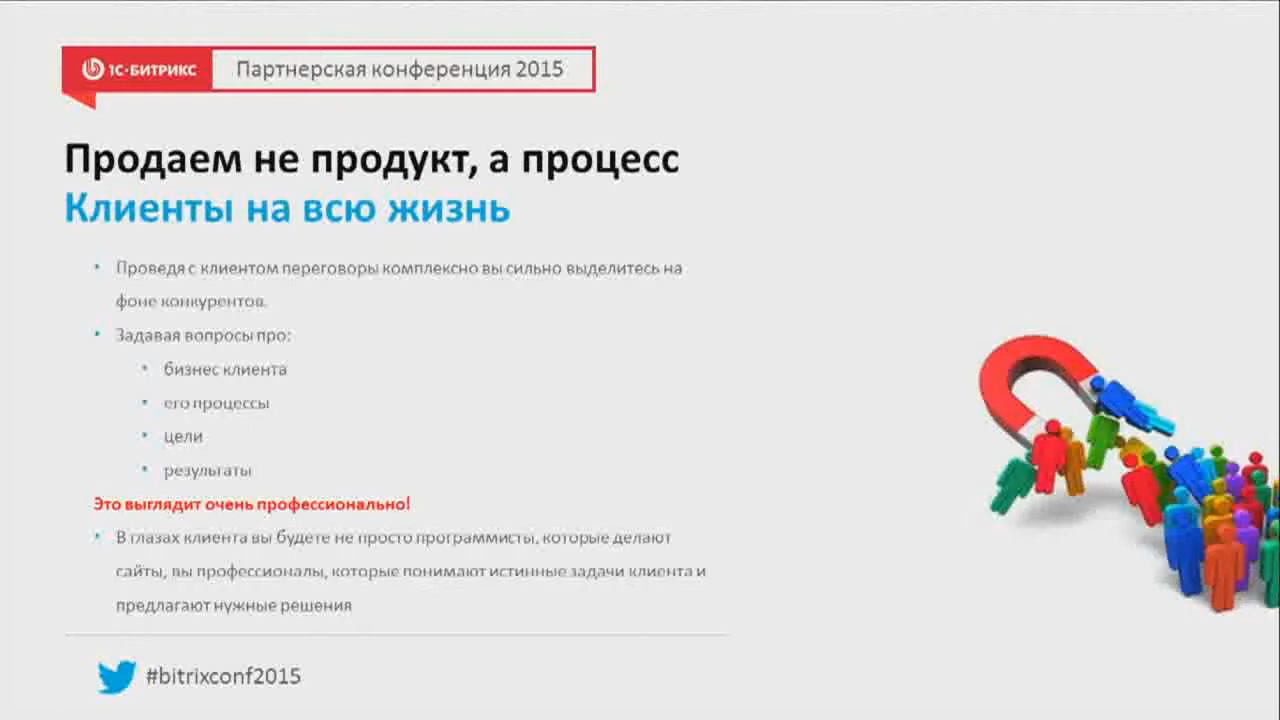 1С-БИТРИКС Партнерская конференция 2015
Продаем не продукт, а процесс
Клиенты на всю жизнь
• Проведя с клиентом переговоры комплексно вы сильно выделитесь на
фоне конкурентов.
• Задавая вопросы про:
• бизнес клиента
• его процессы
• цели
• результаты
Это выглядит очень профессионально!
• В глазах клиента вы будете не просто программисты, которые делают
сайты, вы профессионалы, которые понимают истинные задачи клиента и
предлагают нужные решения
#bitrixconf2015